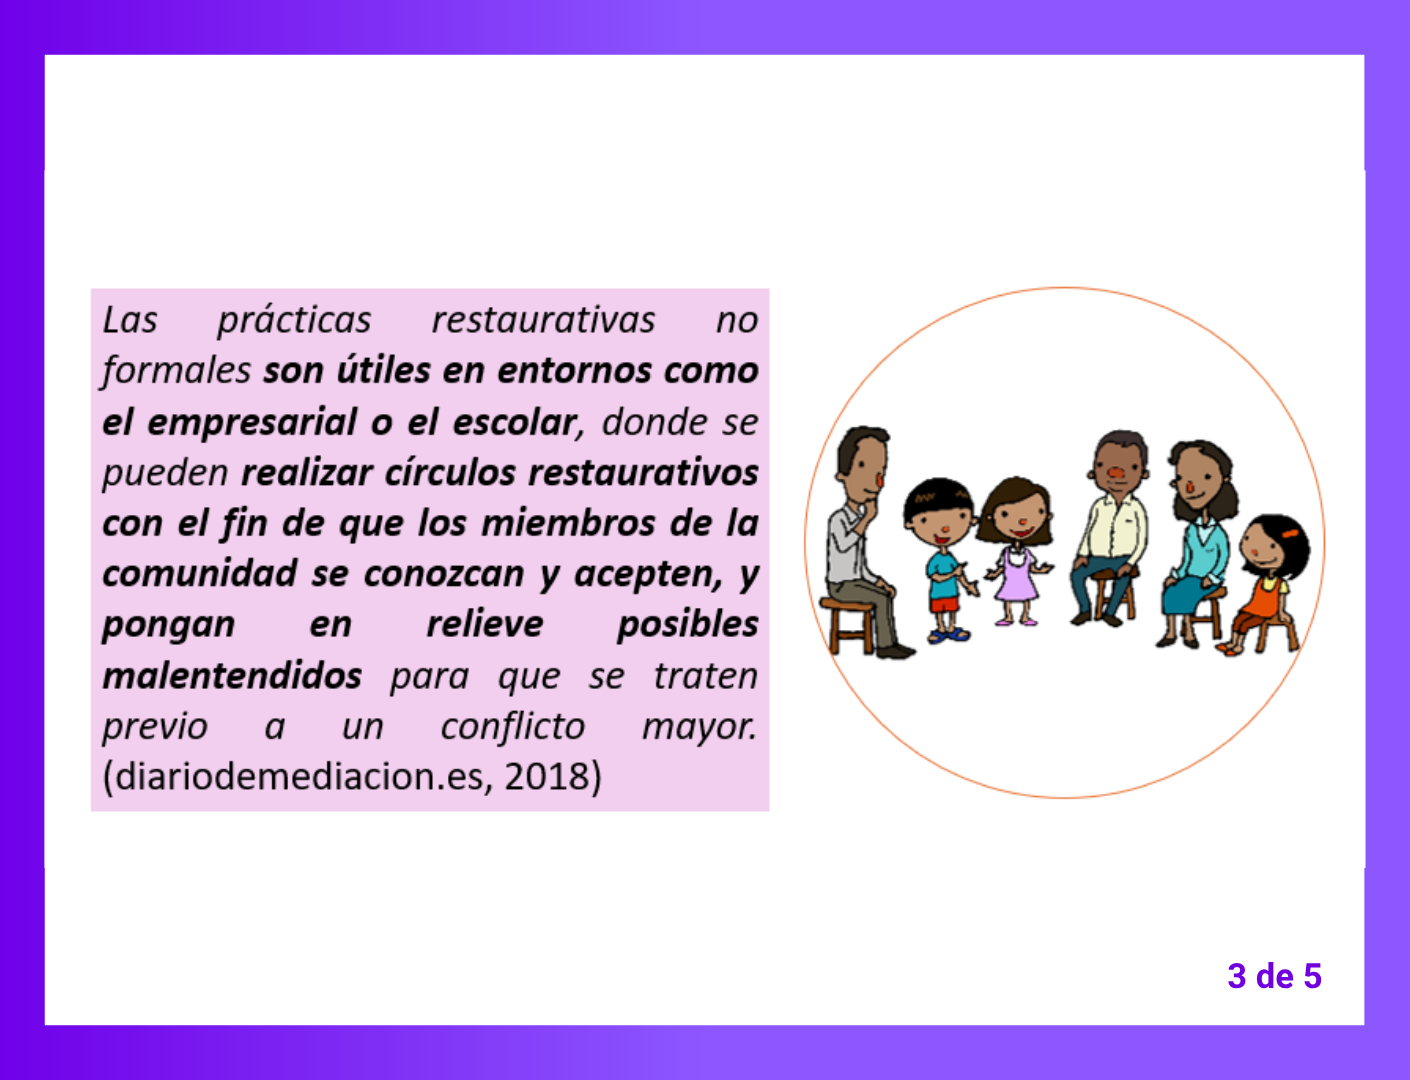 Las prácticas restaurativas no
formales son útiles en entornos como
el empresarial o el escolar, donde se
pueden realizar círculos restaurativos
con el fin de que los miembros de la
comunidad se conozcan y acepten, y
pongan en relieve posibles
malentendidos para que se traten
previo a un conflicto mayor.
(diariodemediacion.es, 2018)
3 de 5